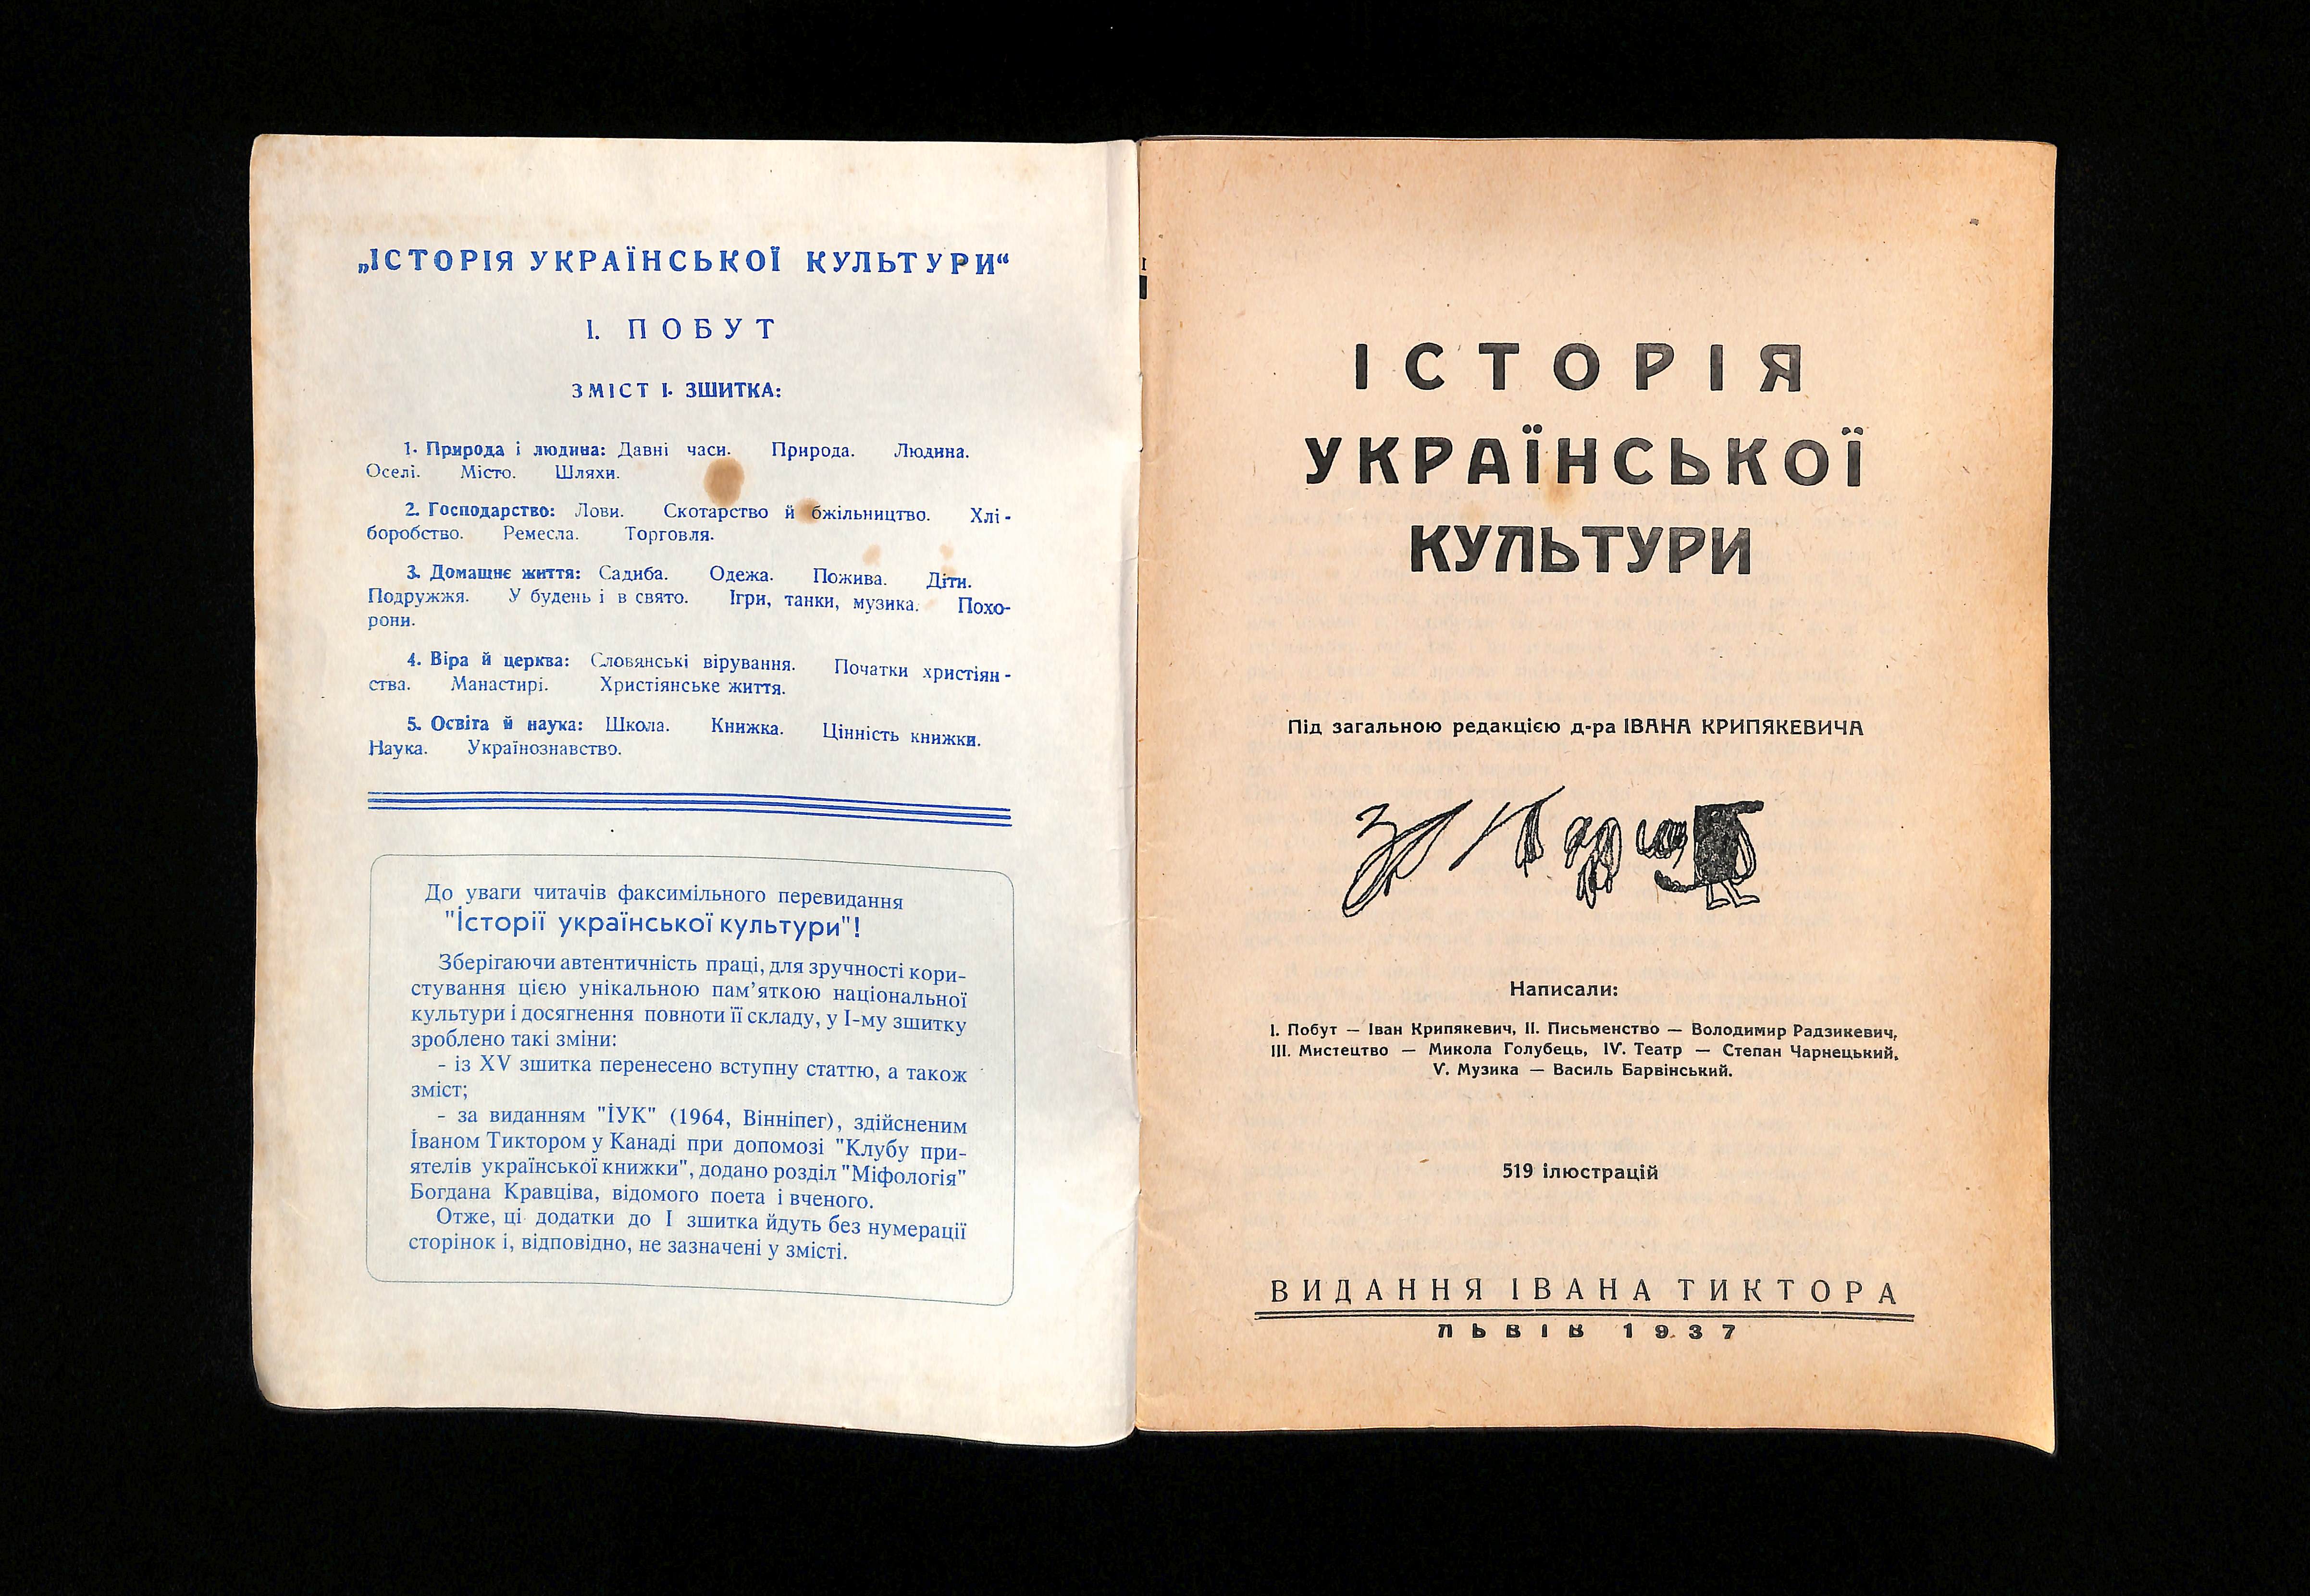 „ІСТОРІЯ УКРАЇНСЬКОЇ КУЛЬТУРИ“
І. ПОБУТ
ЗМІСТ І. ЗШИТКА:
1. Природа і людина: Давні часи. Природа. Людина.
Оселі. Місто. Шляхи.
2. Господарство: Лови. Скотарство й бжільництво. Хлі-
боробство. Ремесла. Торговля.
3. Домашнє життя: Садиба. Одежа. Пожива. Діти.
Подружжя. У будень і в свято. Ігри, танки, музика. Похо-
рони.
4. Віра й церква: Словянські вірування. Початки християн-
ства. Манастирі. Христіянське життя.
5. Освіта й наука: Школа. Книжка. Цінність книжки.
Наука. Українознавство.
До уваги читачів факсимільного перевидання
"Історії української культури"!
Зберігаючи автентичність праці, для зручності кори-
стування цією унікальною пам’яткою національної
культури і досягнення повноти її складу, у І-му зшитку
зроблено такі зміни:
- із XV зшитка перенесено вступну статтю, а також
зміст;
- за виданням "ІУК" (1964, Вінніпег), здійсненим
Іваном Тиктором у Канаді при допомозі "Клубу при-
ятелів української книжки", додано розділ "Міфологія"
Богдана Кравціва, відомого поета і вченого.
Отже, ці додатки до І зшитка йдуть без нумерації
сторінок і, відповідно, не зазначені у змісті.
ІСТОРІЯ
УКРАЇНСЬКОЇ
КУЛЬТУРИ
Під загальною редакцією д-ра ІВАНА КРИПЯКЕВИЧА
Написали:
І. Побут — Іван Крипякевич, ІІ. Письменство — Володимир Радзикевич,
ІІІ. Мистецтво — Микола Голубець, IV. Театр — Степан Чарнецький,
V. Музика — Василь Барвінський.
519 ілюстрацій
ВИДАННЯ ІВАНА ТИКТОРА
ЛЬВІВ 1937